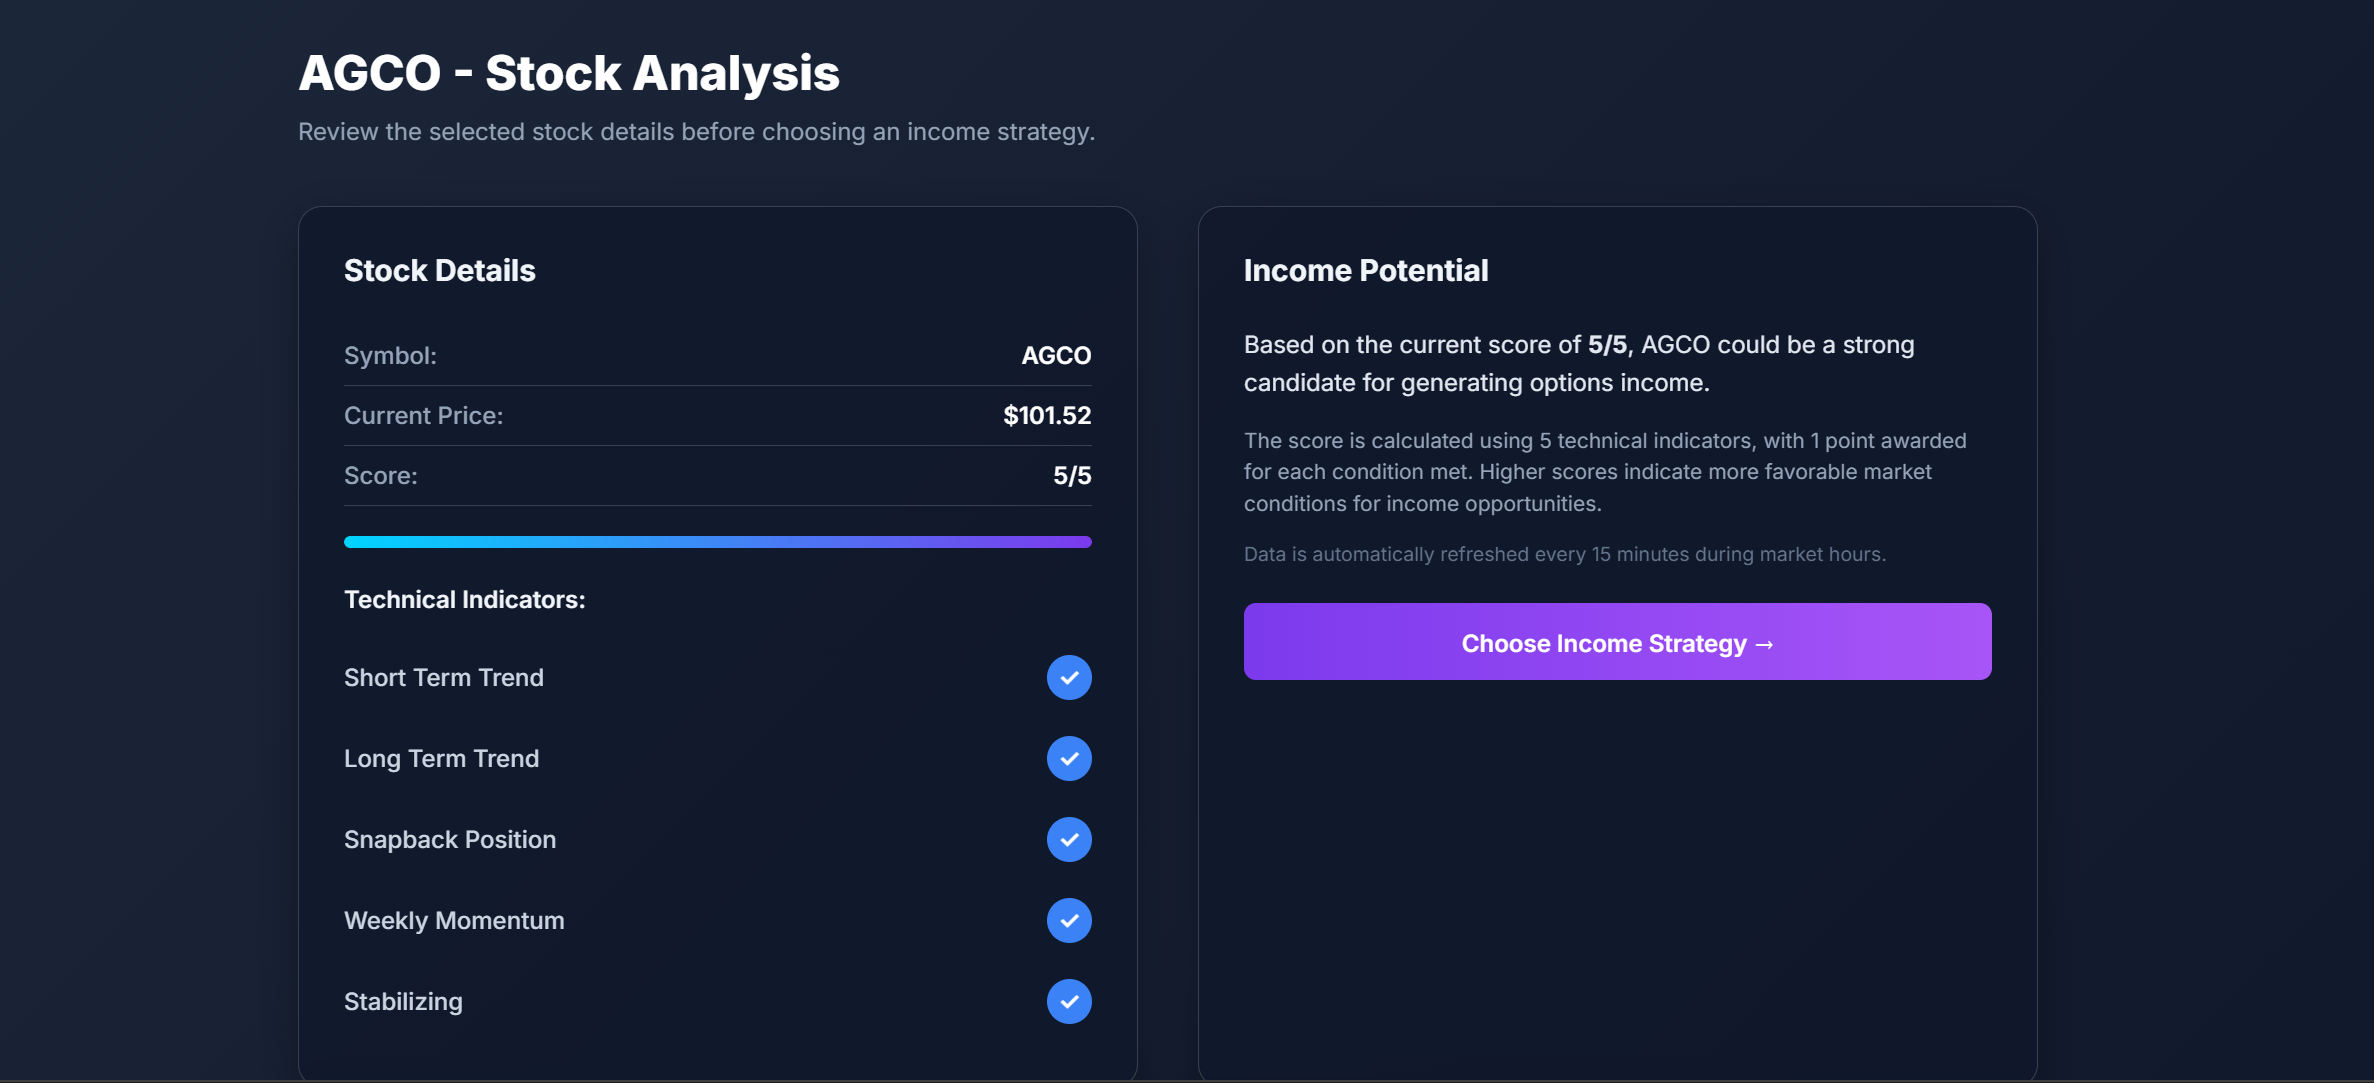 AGCO - Stock Analysis
Review the selected stock details before choosing an income strategy.
Stock Details
Symbol: AGCO
Current Price: $101.52
Score: 5/5
Technical Indicators:
Short Term Trend
Long Term Trend
Snapback Position
Weekly Momentum
Stabilizing
Income Potential
Based on the current score of 5/5, AGCO could be a strong
candidate for generating options income.
The score is calculated using 5 technical indicators, with 1 point awarded
for each condition met. Higher scores indicate more favorable market
conditions for income opportunities.
Data is automatically refreshed every 15 minutes during market hours.
Choose Income Strategy →